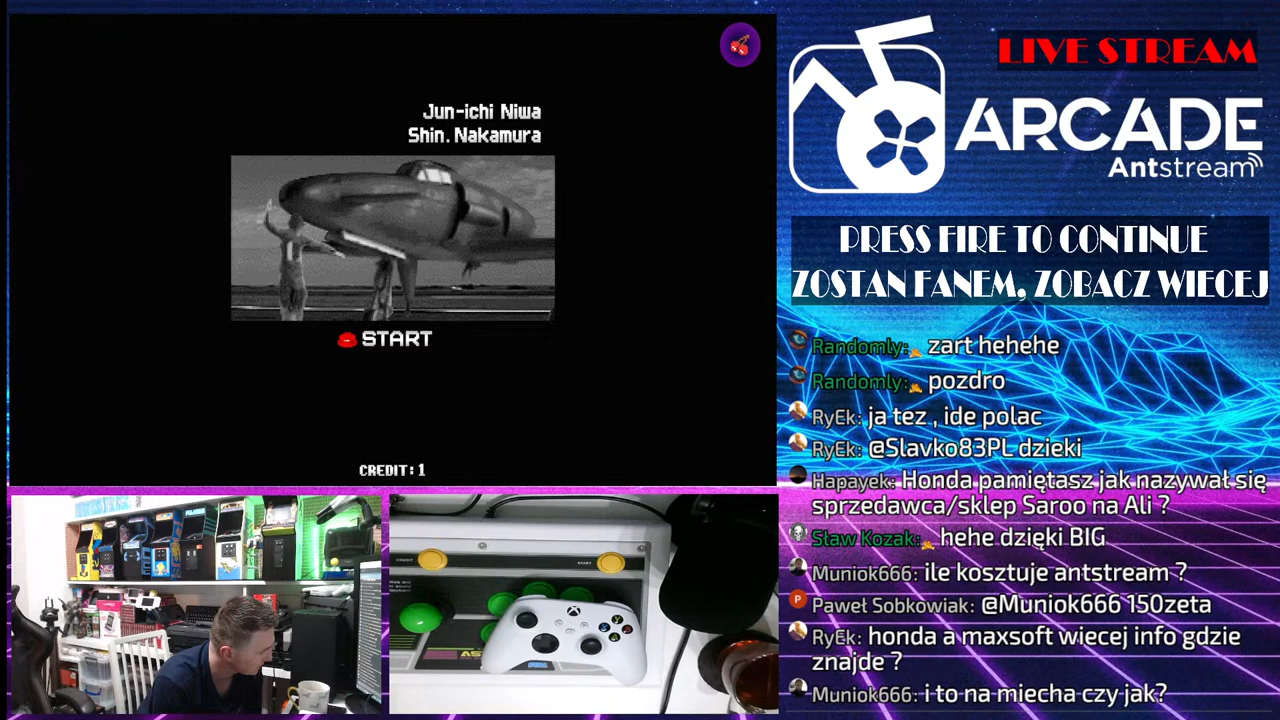 Jun-ichi Niwa
Shin. Nakamura
START
CREDIT: 1
LIVE STREAM
ARCADE
Antstream
PRESS FIRE TO CONTINUE
ZOSTAN FANEM, ZOBACZ WIECEJ
Randomly: zart hehehe
Randomly: pozdro
RyEk: ja tez , ide polac
RyEk: @Slavko83PL dzieki
Hapayek: Honda pamiętasz jak nazywał się
sprzedawca/sklep Saroo na Ali ?
Sław Kozak: hehe dzięki BIG
Muniok666: ile kosztuje antstream ?
P
Paweł Sobkowiak: @Muniok666 150zeta
RyEk: honda a maxsoft wiecej info gdzie
znajde ?
Muniok666: i to na miecha czy jak?